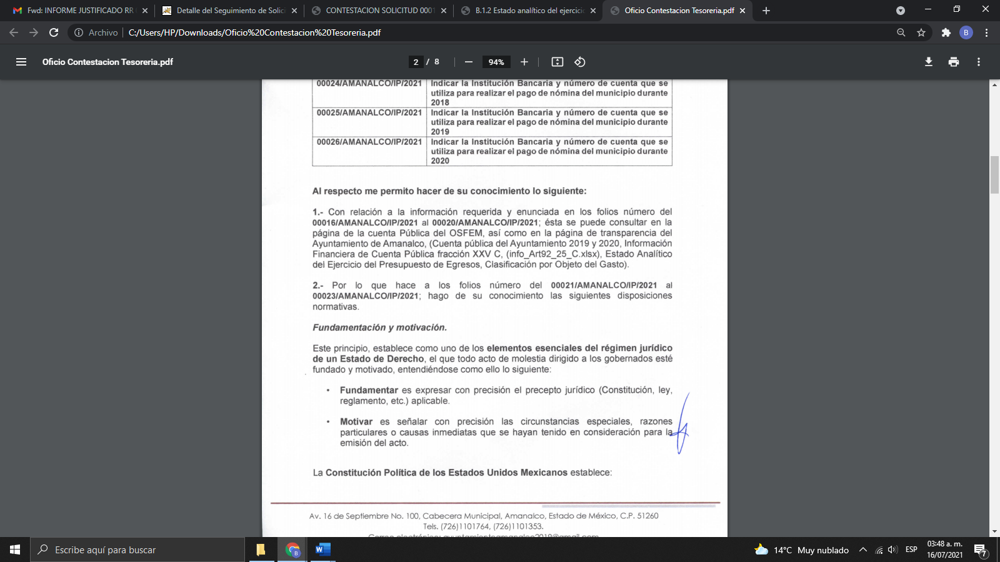 Fwd: INFORME JUSTIFICADO RR
Detalle del Seguimiento de Solici
CONTESTACION SOLICITUD 0001
B.1.2 Estado analítico del ejercici
Oficio Contestacion Tesoreria.pdf
Archivo
C:/Users/HP/Downloads/Oficio%20Contestacion%20Tesoreria.pdf
B
Oficio Contestacion Tesoreria.pdf
2 / 8
94%
00024/AMANALCO/IP/2021
Indicar la Institución Bancaria y número de cuenta que se
utiliza para realizar el pago de nómina del municipio durante
2018
00025/AMANALCO/IP/2021
Indicar la Institución Bancaria y número de cuenta que se
utiliza para realizar el pago de nómina del municipio durante
2019
00026/AMANALCO/IP/2021
Indicar la Institución Bancaria y número de cuenta que se
utiliza para realizar el pago de nómina del municipio durante
2020
Al respecto me permito hacer de su conocimiento lo siguiente:
1.- Con relación a la información requerida y enunciada en los folios número del
00016/AMANALCO/IP/2021 al 00020/AMANALCO/IP/2021; ésta se puede consultar en la
página de la cuenta Pública del OSFEM, así como en la página de transparencia del
Ayuntamiento de Amanalco, (Cuenta pública del Ayuntamiento 2019 y 2020, Información
Financiera de Cuenta Pública fracción XXV C, (info_Art92_25_C.xlsx), Estado Analítico
del Ejercicio del Presupuesto de Egresos, Clasificación por Objeto del Gasto).
2.- Por lo que hace a los folios número del 00021/AMANALCO/IP/2021 al
00023/AMANALCO/IP/2021; hago de su conocimiento las siguientes disposiciones
normativas.
Fundamentación y motivación.
Este principio, establece como uno de los elementos esenciales del régimen jurídico
de un Estado de Derecho, el que todo acto de molestia dirigido a los gobernados esté
fundado y motivado, entendiéndose como ello lo siguiente:
• Fundamentar es expresar con precisión el precepto jurídico (Constitución, ley,
reglamento, etc.) aplicable.
• Motivar es señalar con precisión las circunstancias especiales, razones
particulares o causas inmediatas que se hayan tenido en consideración para la
emisión del acto.
La Constitución Política de los Estados Unidos Mexicanos establece:
Av. 16 de Septiembre No. 100, Cabecera Municipal, Amanalco, Estado de México, C.P. 51260
Tels. (726)1101764, (726)1101353.
Correo electrónico: ayuntamientoamanalco2019@gmail.com
Escribe aquí para buscar
14°C Muy nublado
ESP
03:48 a. m.
16/07/2021
7